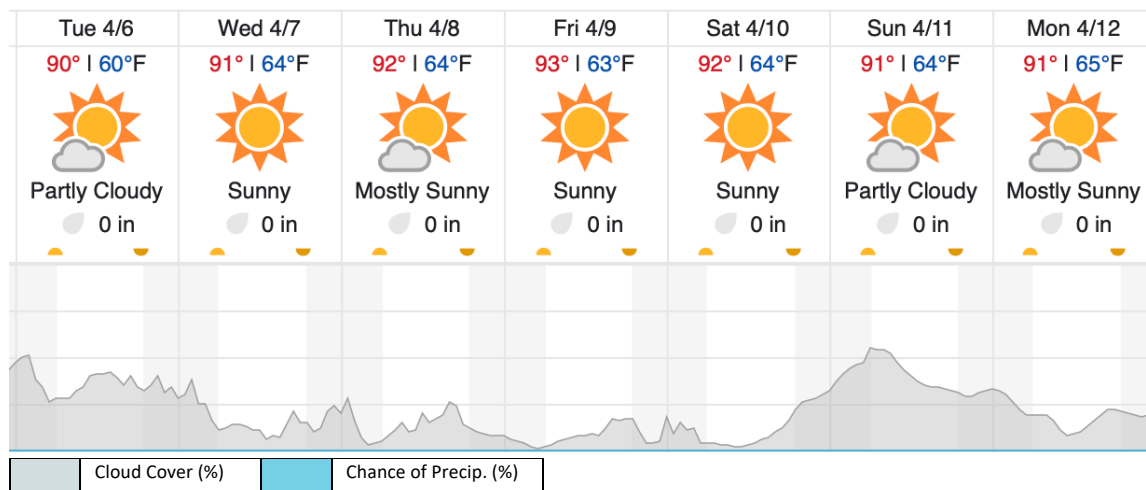 Tue 4/6 Wed 4/7 Thu 4/8 Fri 4/9 Sat 4/10 Sun 4/11 Mon 4/12
90° | 60°F 91° | 64°F 92° | 64°F 93° | 63°F 92° | 64°F 91° | 64°F 91° | 65°F
Partly Cloudy Sunny Mostly Sunny Sunny Sunny Partly Cloudy Mostly Sunny
0 in 0 in 0 in 0 in 0 in 0 in 0 in
Cloud Cover (%) Chance of Precip. (%)